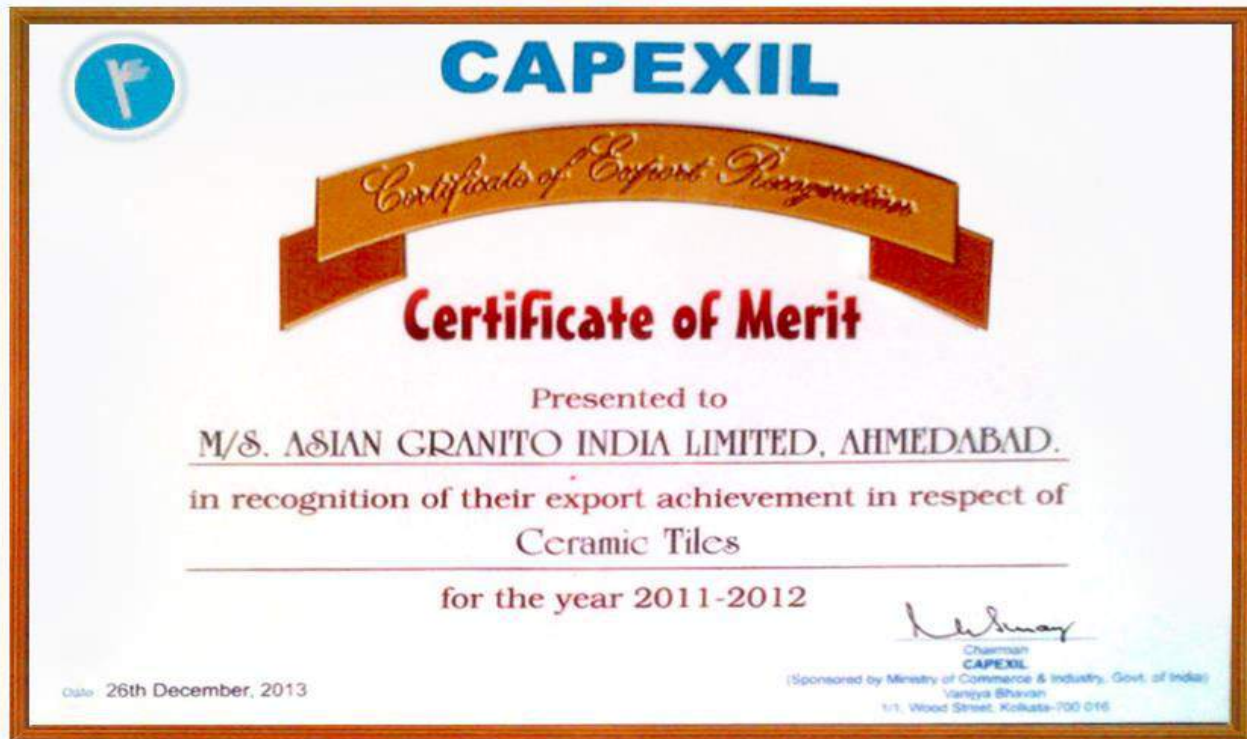 CAPEXIL
Certificate of Export Recognition
Certificate of Merit
Presented to
M/S. ASIAN GRANITO INDIA LIMITED, AHMEDABAD.
in recognition of their export achievement in respect of
Ceramic Tiles
for the year 2011-2012
Chairman
CAPEXIL
(Sponsored by Ministry of Commerce & Industry, Govt. of India)
Vanijya Bhavan
1/1, Wood Street, Kolkata-700 016
Date 26th December, 2013